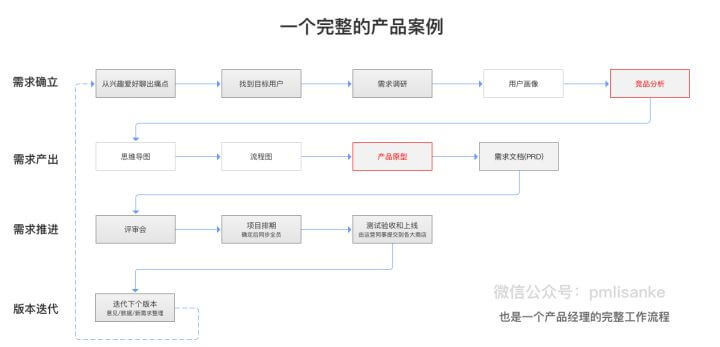 一个完整的产品案例
需求确立
从兴趣爱好聊出痛点
找到目标用户
需求调研
用户画像
竞品分析
需求产出
思维导图
流程图
产品原型
需求文档(PRD)
需求推进
评审会
项目排期
确定后同步全员
测试验收和上线
由运营同事提交到各大商店
版本迭代
迭代下个版本
意见/数据/新需求整理
微信公众号：pmlisanke
也是一个产品经理的完整工作流程